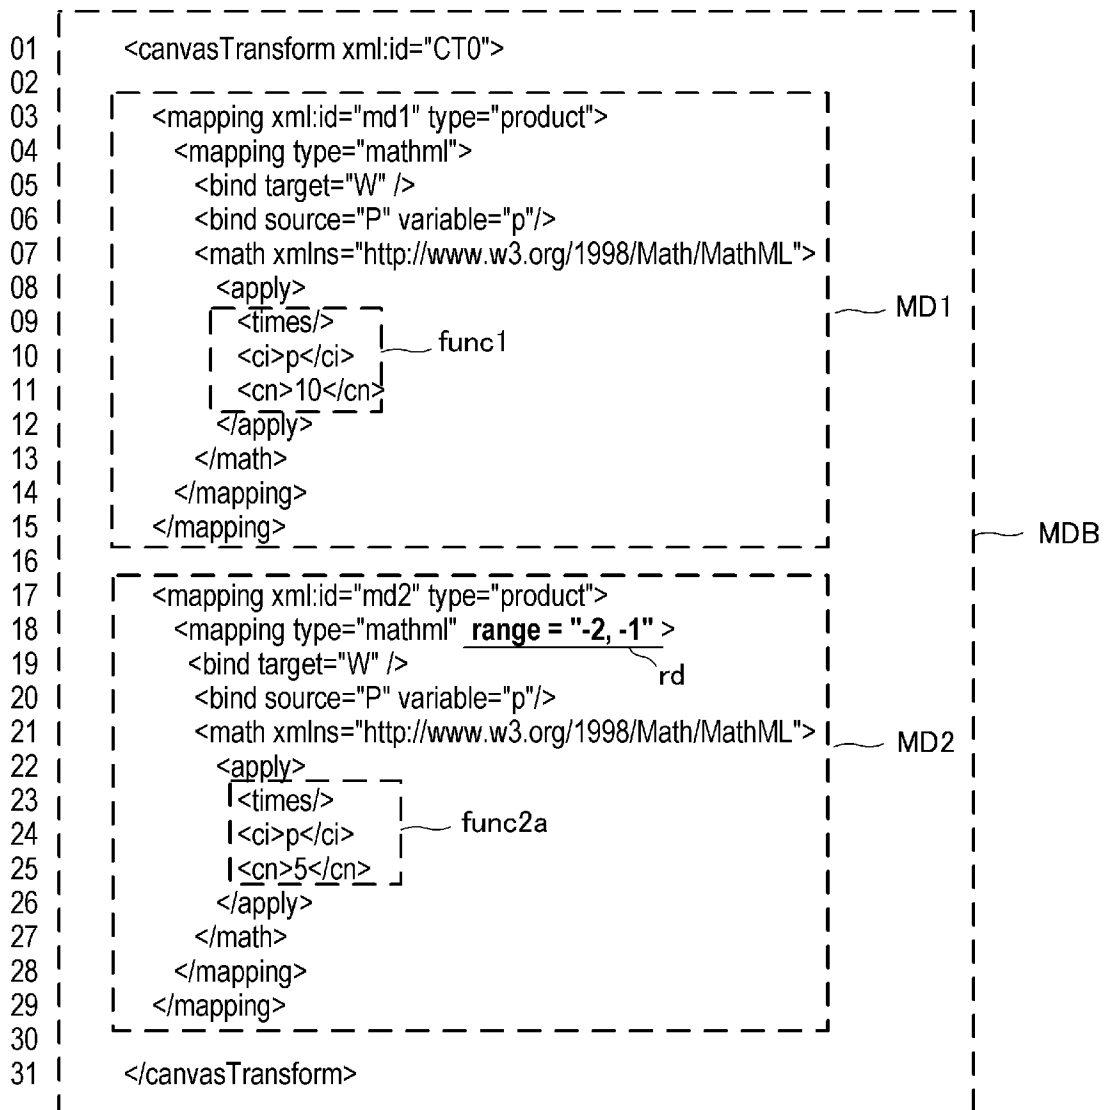 01 <canvasTransform xml:id="CT0">
02
03 <mapping xml:id="md1" type="product">
04 <mapping type="mathml">
05 <bind target="W" />
06 <bind source="P" variable="p"/>
07 <math xmlns="http://www.w3.org/1998/Math/MathML">
08 <apply>
09 <times/>
MD1
10 <ci>p</ci>
func1
11 <cn>10</cn>
12 </apply>
13 </math>
14 </mapping>
15 </mapping>
MDB
16
17 <mapping xml:id="md2" type="product">
18 <mapping type="mathml" range = "-2, -1" >
19 <bind target="W" />
rd
20 <bind source="P" variable="p"/>
21 <math xmlns="http://www.w3.org/1998/Math/MathML">
MD2
22 <apply>
23 <times/>
24 <ci>p</ci>
func2a
25 <cn>5</cn>
26 </apply>
27 </math>
28 </mapping>
29 </mapping>
30
31 </canvasTransform>